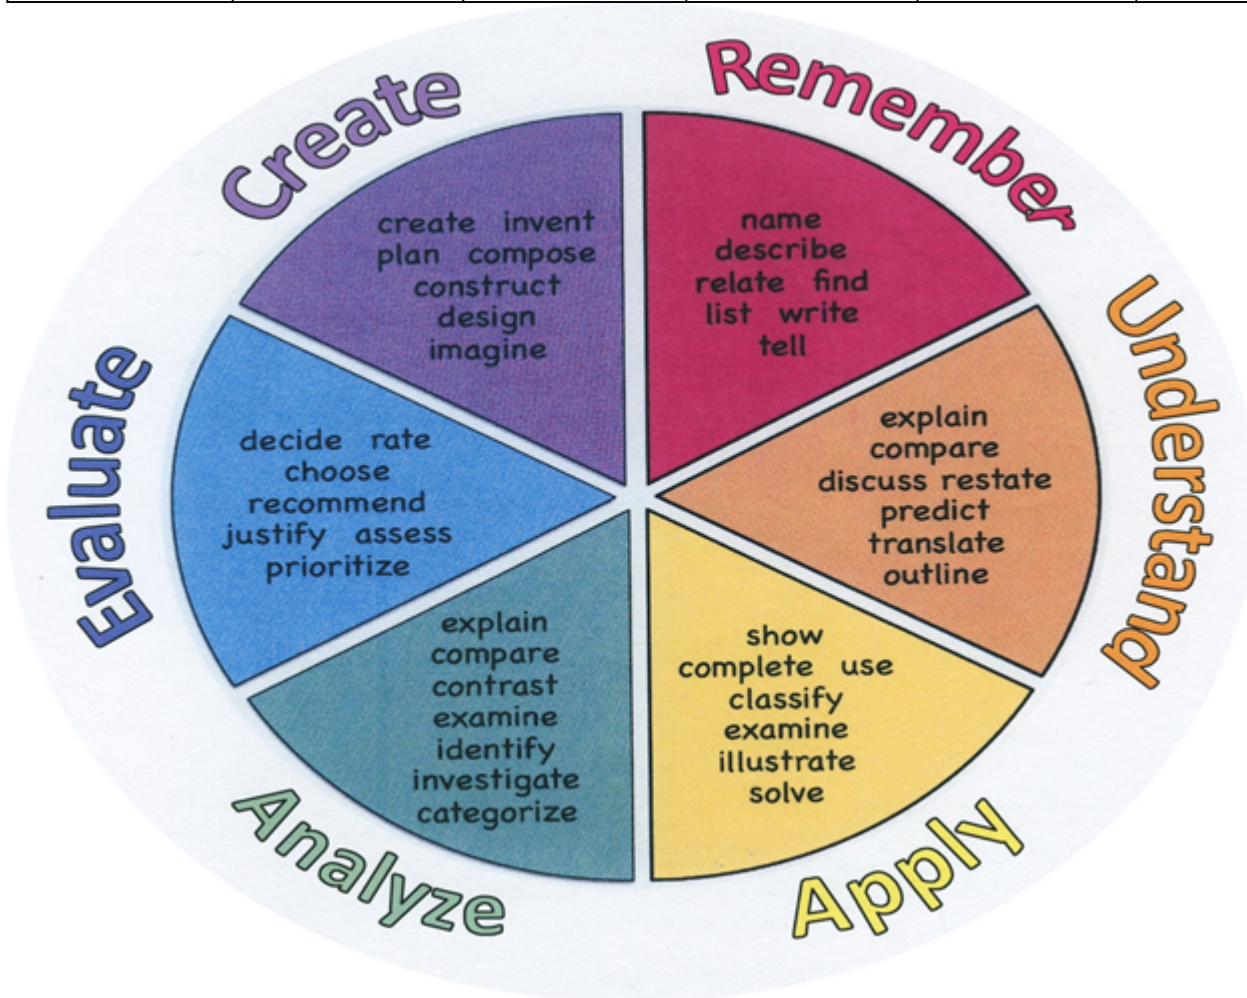 Remember
name
describe
relate find
list write
tell
Understand
explain
compare
discuss restate
predict
translate
outline
Apply
show
complete use
classify
examine
illustrate
solve
Analyze
explain
compare
contrast
examine
identify
investigate
categorize
Evaluate
decide rate
choose
recommend
justify assess
prioritize
Create
create invent
plan compose
construct
design
imagine